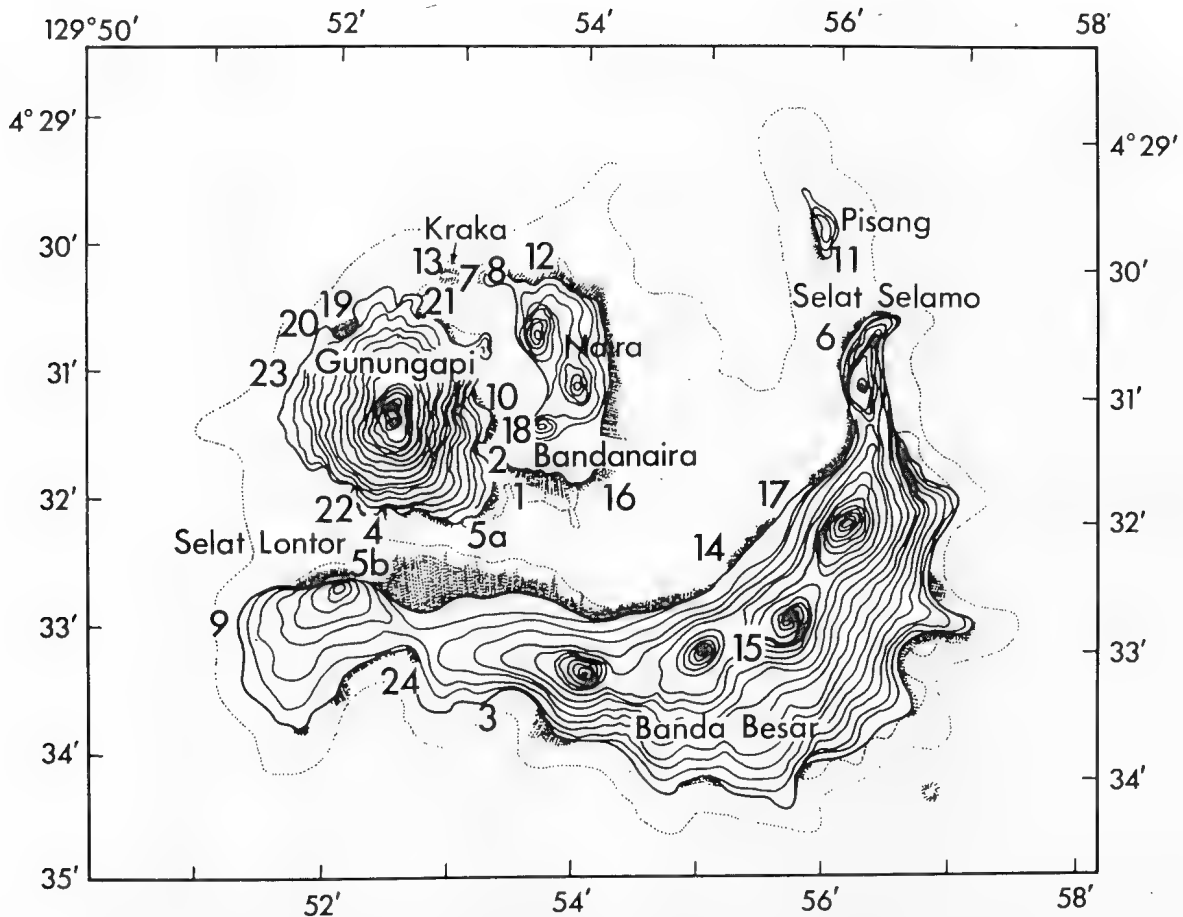 129°50′ 52′ 54′ 56′ 58′
4°29′
4°29′
Pisang
Kraka
30′
13 7 8 12
11
30′
Selat Selamo
19 21
20
6
Gunungapi
Naira
31′
23
10
31′
18
Bandanaira
2
32′
22
1
16
17
32′
4
5a
Selat Lontor
5b
14
33′
9
15
33′
24
3
Banda Besar
34′
34′
35′
52′ 54′ 56′ 58′